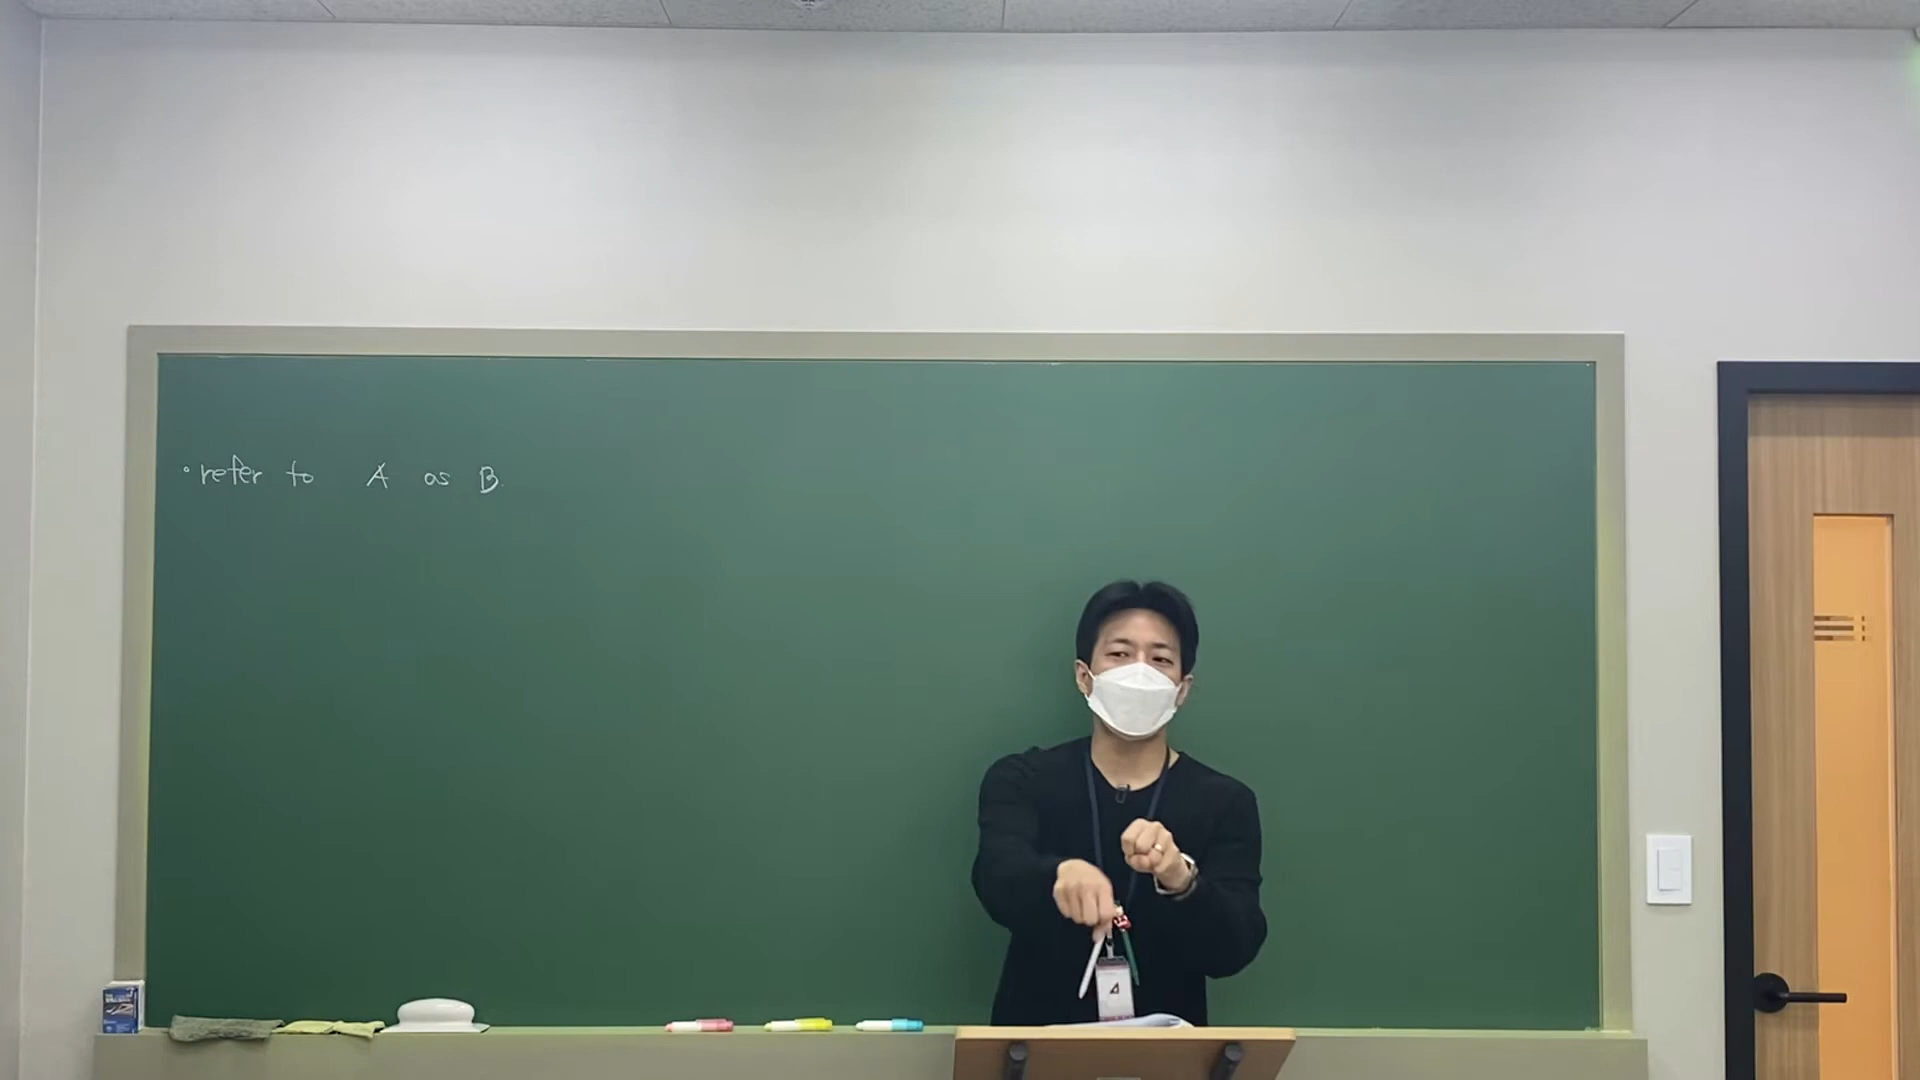 • refer to A as B.